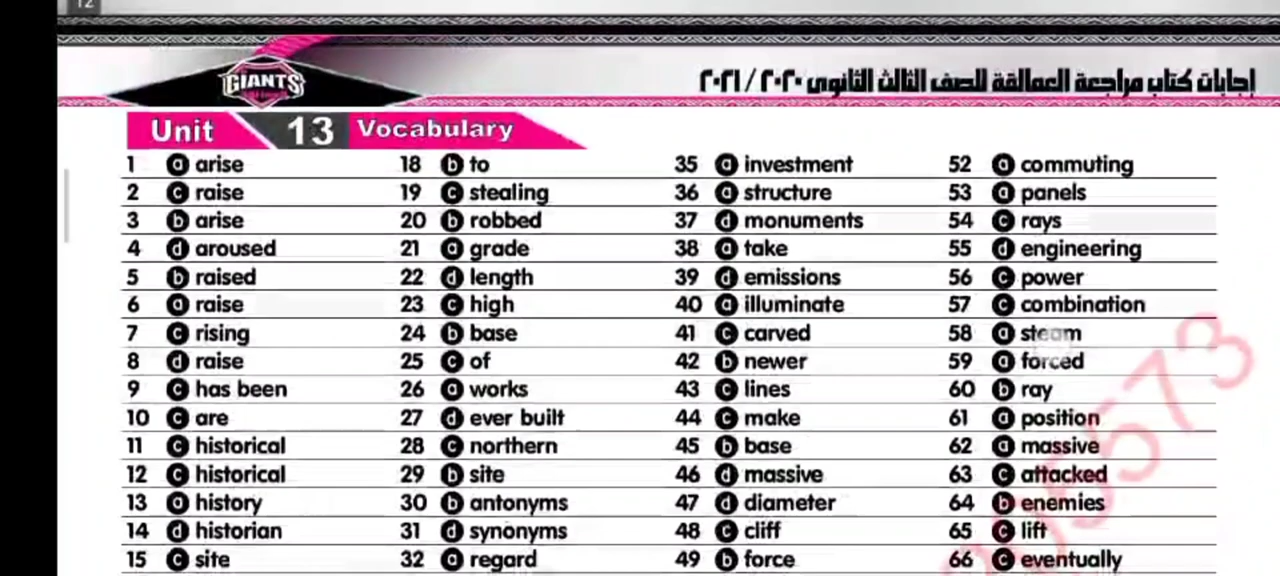 12
GIANTS
إجابات كتاب مراجعة العمالقة للصف الثالث الثانوى ٢٠٢٠ / ٢٠٢١
Unit 13 Vocabulary
1 a arise
2 c raise
3 b arise
4 d aroused
5 b raised
6 a raise
7 c rising
8 d raise
9 c has been
10 c are
11 c historical
12 c historical
13 a history
14 d historian
15 c site
18 b to
19 c stealing
20 b robbed
21 a grade
22 d length
23 c high
24 b base
25 c of
26 a works
27 d ever built
28 c northern
29 b site
30 b antonyms
31 d synonyms
32 a regard
35 a investment
36 a structure
37 d monuments
38 a take
39 d emissions
40 a illuminate
41 c carved
42 b newer
43 c lines
44 c make
45 b base
46 d massive
47 d diameter
48 c cliff
49 b force
52 a commuting
53 a panels
54 c rays
55 d engineering
56 c power
57 c combination
58 a steam
59 a forced
60 b ray
61 a position
62 a massive
63 c attacked
64 b enemies
65 c lift
66 c eventually